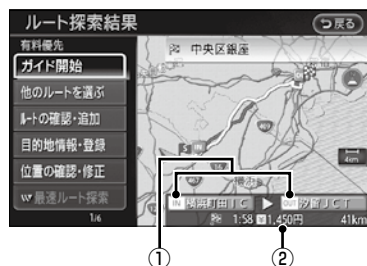 ルート探索結果
戻る
有料優先
中央区銀座
ガイド開始
他のルートを選ぶ
ルートの確認・追加
目的地情報・登録
位置の確認・修正
最速ルート探索
1/6
S IN
4km
IN 横浜町田IC ▶ OUT 汐留JCT
1:58 1,450円 41km
① ②